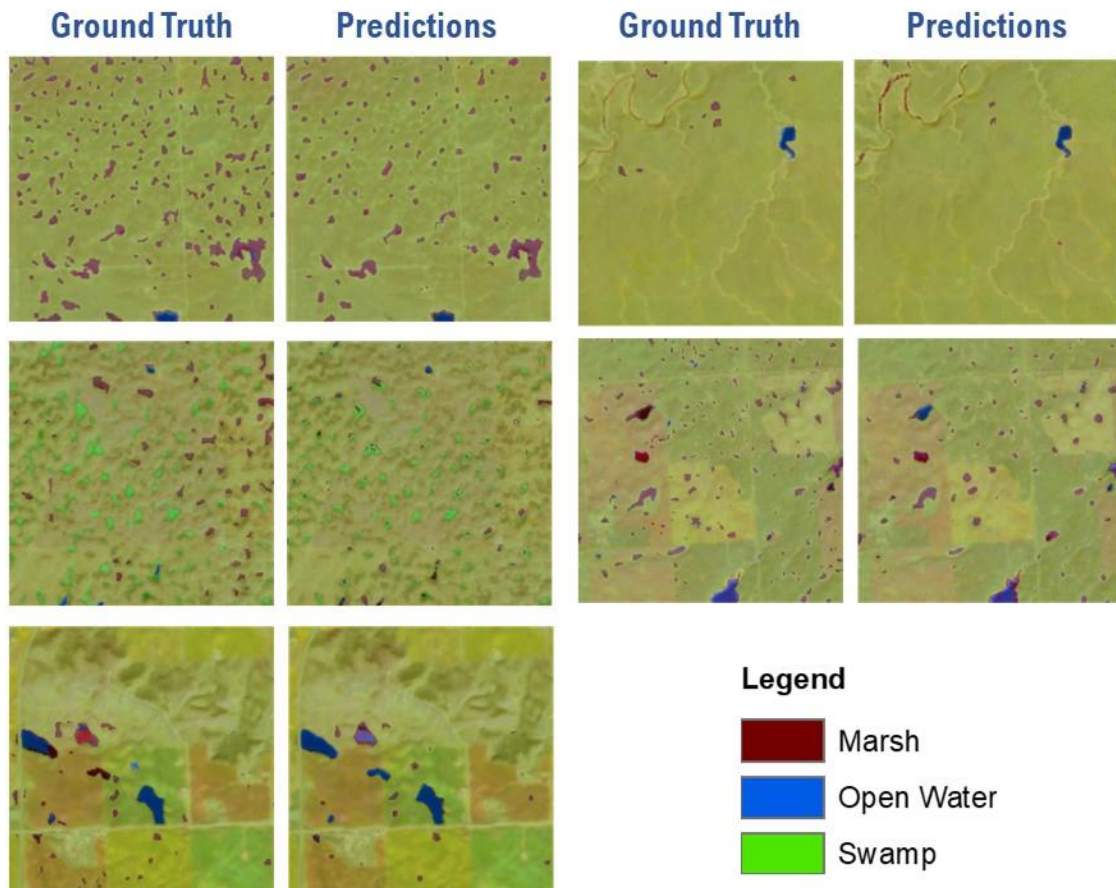 Ground Truth
Predictions
Ground Truth
Predictions
Legend
Marsh
Open Water
Swamp